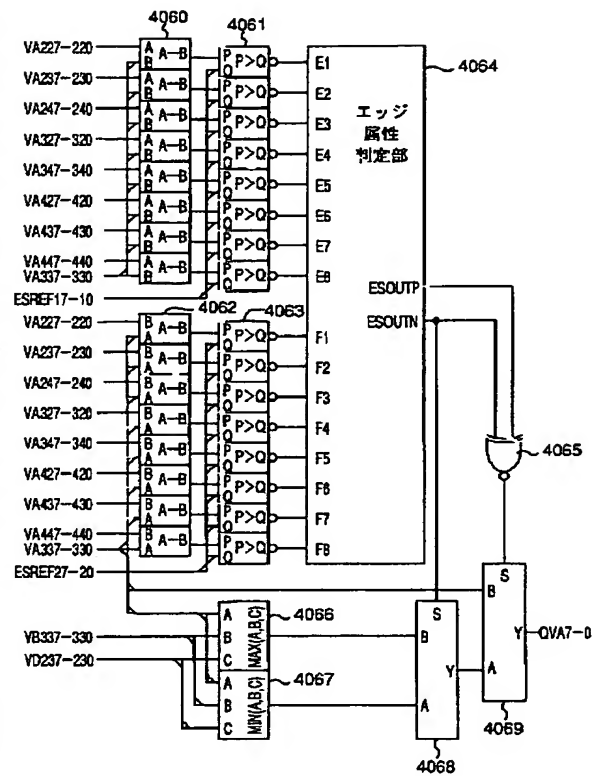 4060
4061
VA227-220
A
B
A-B
P
Q
P>Q
E1
4064
VA237-230
A
B
A-B
P>Q
E2
VA247-240
A
B
A-B
P>Q
E3
エッジ
属性
判定部
VA327-320
A
B
A-B
P>Q
E4
VA347-340
A
B
A-B
P>Q
E5
VA427-420
A
B
A-B
P>Q
E6
VA437-430
A
B
A-B
P>Q
E7
VA447-440
A
B
A-B
P
Q
P>Q
E8
VA337-330
ESREF17-10
4062
4063
ESOUTP
ESOUTN
VA227-220
B
A
A-B
P
Q
P>Q
F1
VA237-230
B
A
A-B
P
Q
P>Q
F2
VA247-240
B
A
A-B
P
Q
P>Q
F3
VA327-320
B
A
A-B
P
Q
P>Q
F4
VA347-340
B
A
A-B
P
Q
P>Q
F5
VA427-420
B
A
A-B
P
Q
P>Q
F6
VA437-430
B
A
A-B
P
Q
P>Q
F7
VA447-440
B
A
A-B
P
Q
P>Q
F8
VA337-330
ESREF27-20
4065
S
B
Y
QVA7-0
A
4069
VB337-330
VD237-230
A
B
C
MAX(A,B,C)
4066
A
B
C
MIN(A,B,C)
4067
S
B
Y
A
4068